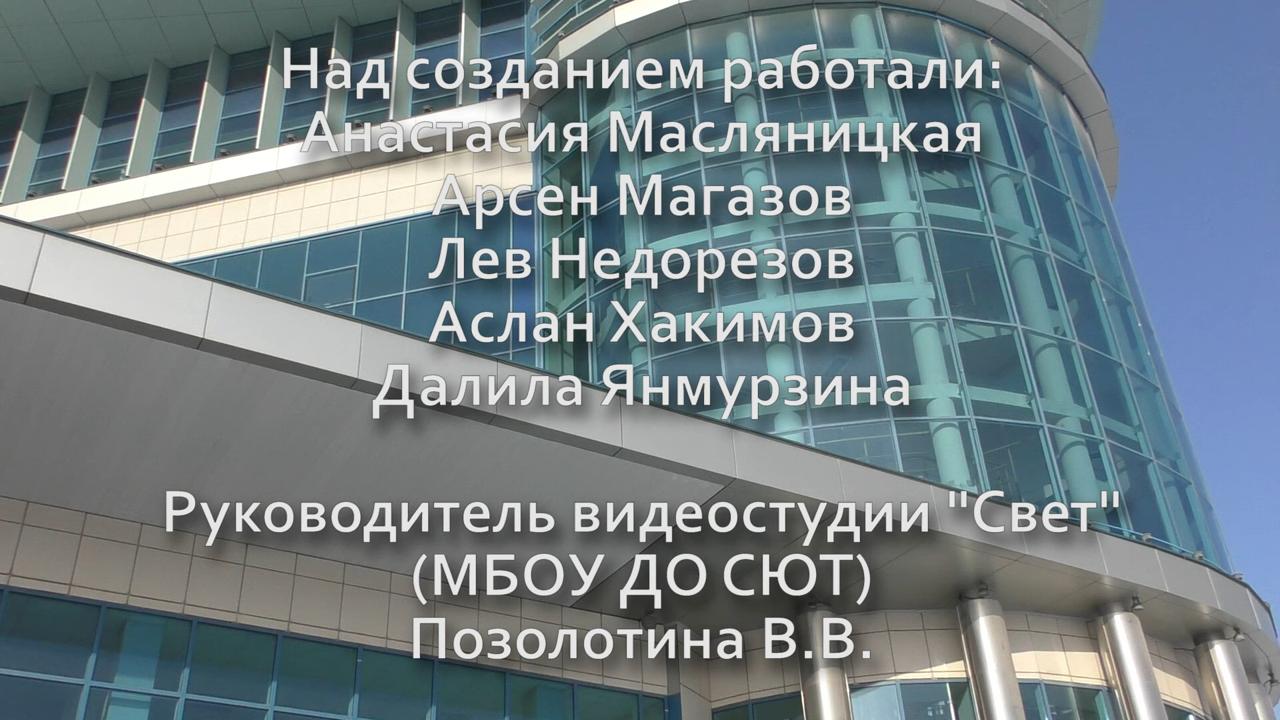 Над созданием работали:
Анастасия Масляницкая
Арсен Магазов
Лев Недорезов
Аслан Хакимов
Далила Янмурзина
Руководитель видеостудии "Свет"
(МБОУ ДО СЮТ)
Позолотина В.В.